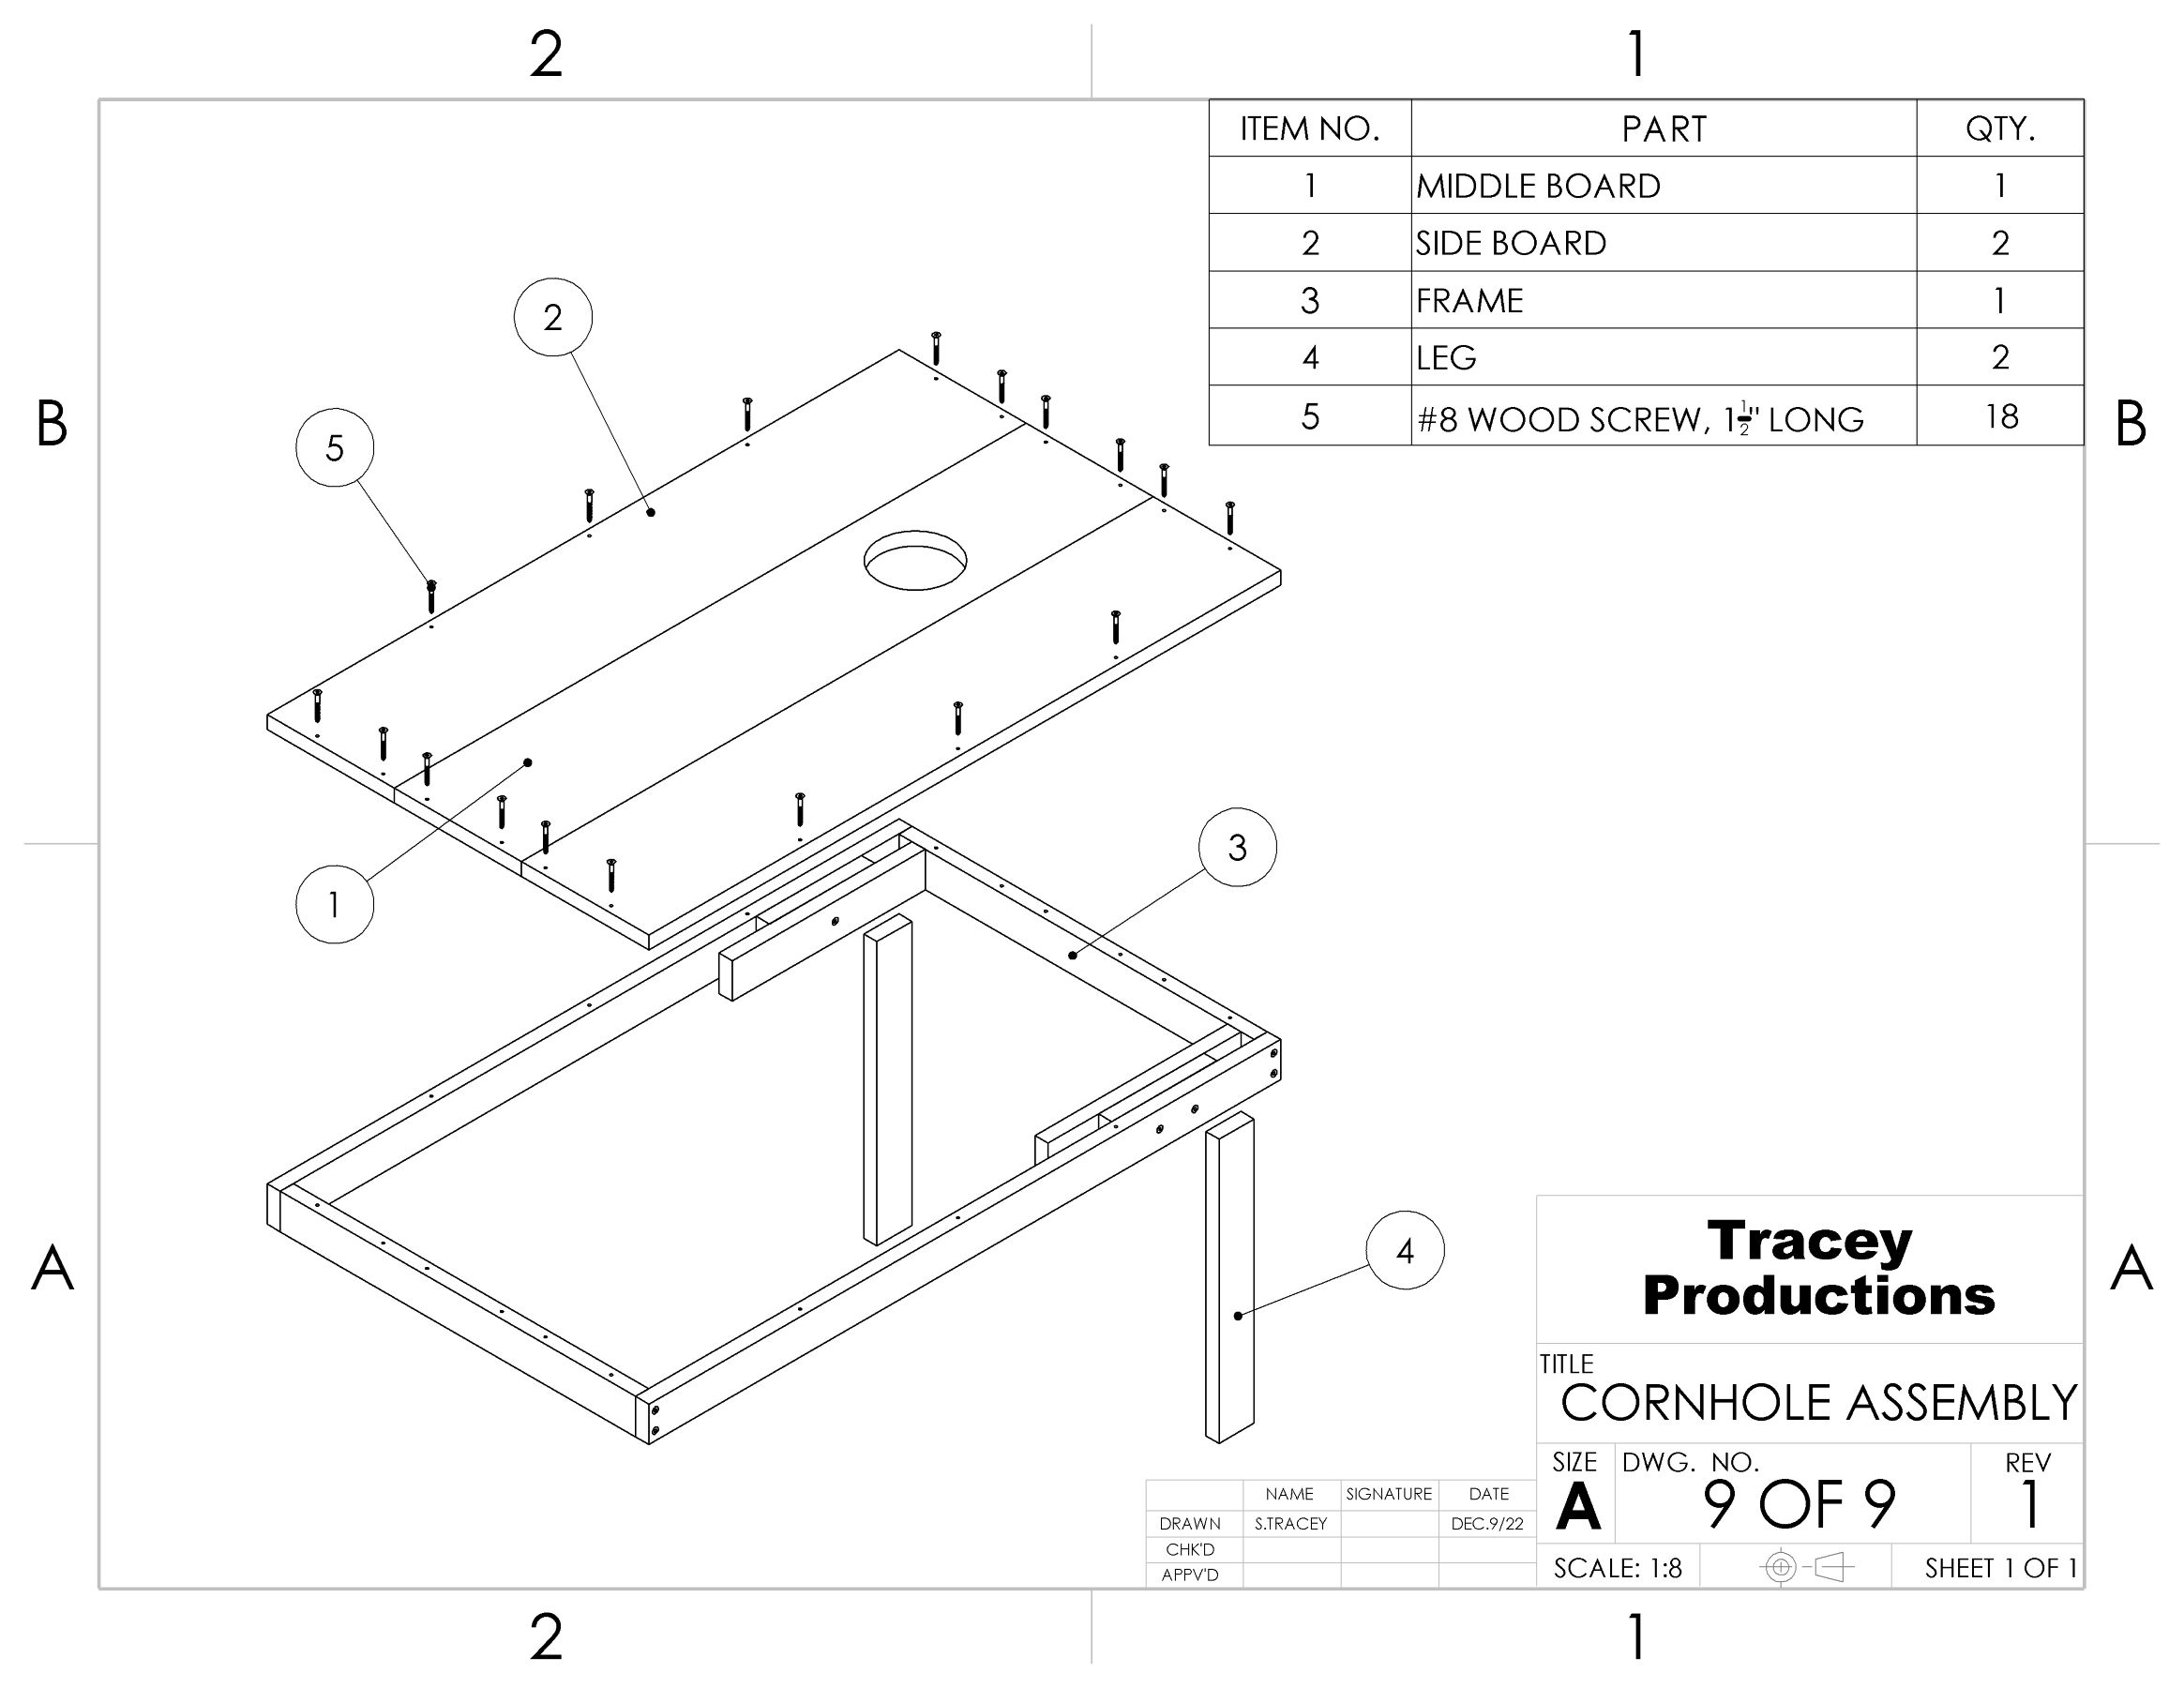 2 1
ITEM NO. PART QTY.
1 MIDDLE BOARD 1
2 SIDE BOARD 2
3 FRAME 1
4 LEG 2
5 #8 WOOD SCREW, 1 1/2" LONG 18
B B
2
5
1
3
4
A A
Tracey
Productions
TITLE
CORNHOLE ASSEMBLY
SIZE DWG. NO. REV
A 9 OF 9 1
SCALE: 1:8 SHEET 1 OF 1
NAME SIGNATURE DATE
DRAWN S.TRACEY DEC.9/22
CHK'D
APPV'D
2 1